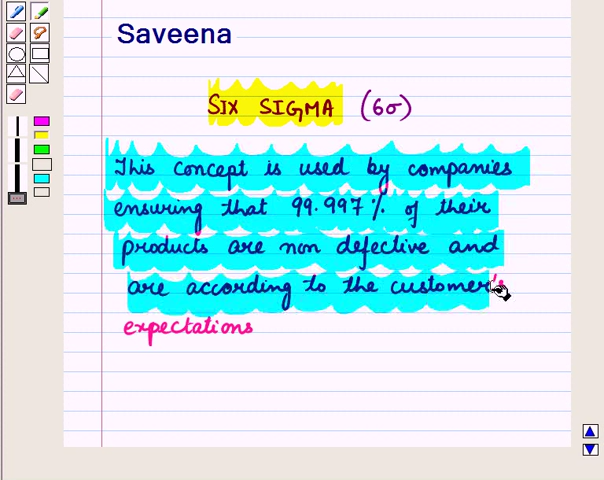 Saveena
SIX SIGMA (6σ)
This concept is used by companies
ensuring that 99.997% of their
products are non defective and
are according to the customer's
expectations